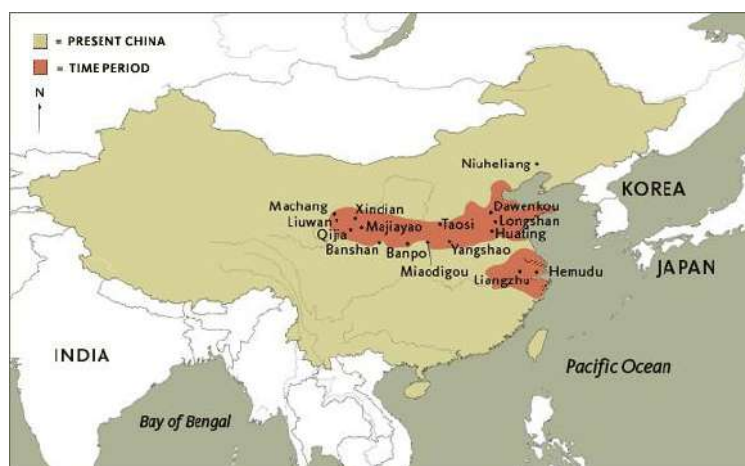 = PRESENT CHINA
= TIME PERIOD
N
Niuheliang
KOREA
Machang
Xindian
Dawenkou
Liuwan
Majiayao
Taosi
Longshan
Qijia
Huating
Banshan
Banpo
Yangshao
JAPAN
Miaodigou
Liangzhu
Hemudu
INDIA
Pacific Ocean
Bay of Bengal